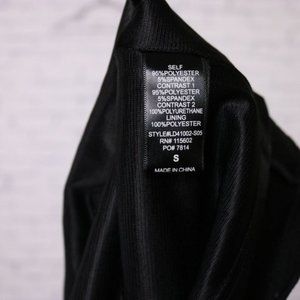 SELF
95%POLYESTER
5%SPANDEX
CONTRAST 1
95%POLYESTER
5%SPANDEX
CONTRAST 2
100%POLYURETHANE
LINING
100%POLYESTER
STYLE#LD41002-S05
RN# 115602
PO# 7814
S
MADE IN CHINA